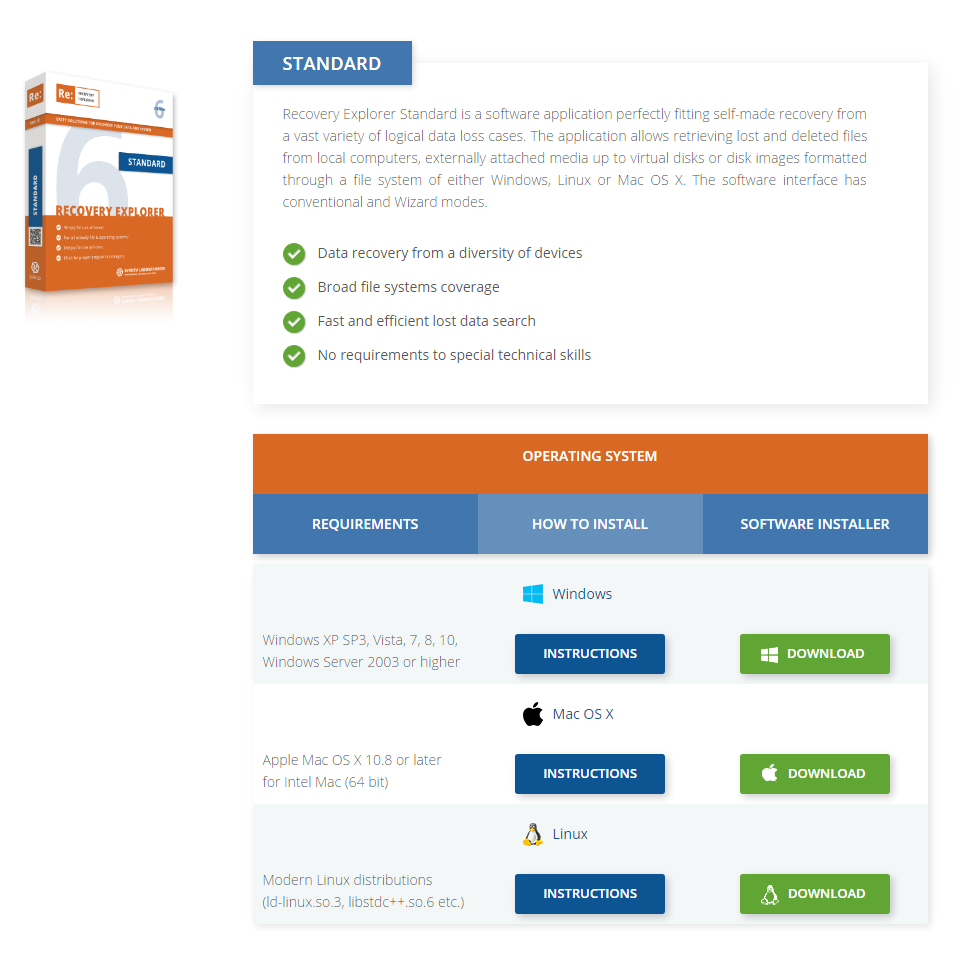 STANDARD
Recovery Explorer Standard is a software application perfectly fitting self-made recovery from
a vast variety of logical data loss cases. The application allows retrieving lost and deleted files
from local computers, externally attached media up to virtual disks or disk images formatted
through a file system of either Windows, Linux or Mac OS X. The software interface has
conventional and Wizard modes.
Data recovery from a diversity of devices
Broad file systems coverage
Fast and efficient lost data search
No requirements to special technical skills
Re:
Re:
RECOVERY
EXPLORER
6
STANDARD
STANDARD
RECOVERY EXPLORER
OPERATING SYSTEM
REQUIREMENTS HOW TO INSTALL SOFTWARE INSTALLER
Windows
Windows XP SP3, Vista, 7, 8, 10,
Windows Server 2003 or higher
INSTRUCTIONS DOWNLOAD
Mac OS X
Apple Mac OS X 10.8 or later
for Intel Mac (64 bit)
INSTRUCTIONS DOWNLOAD
Linux
Modern Linux distributions
(ld-linux.so.3, libstdc++.so.6 etc.)
INSTRUCTIONS DOWNLOAD